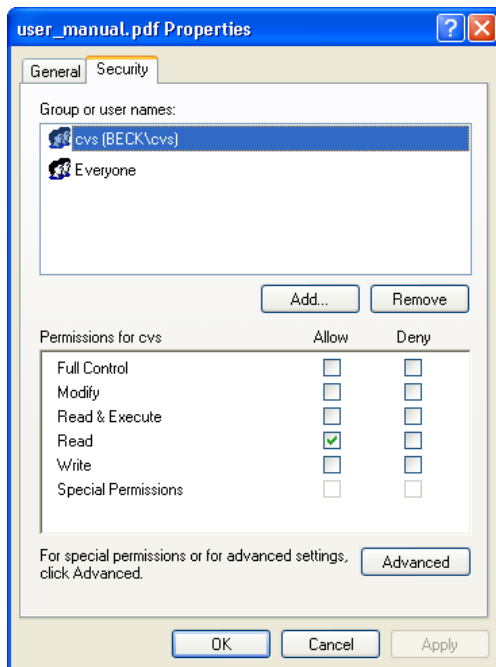 user_manual.pdf Properties
General Security
Group or user names:
cvs (BECK\cvs)
Everyone
Add... Remove
Permissions for cvs Allow Deny
Full Control
Modify
Read & Execute
Read
Write
Special Permissions
For special permissions or for advanced settings,
click Advanced.
Advanced
OK Cancel Apply